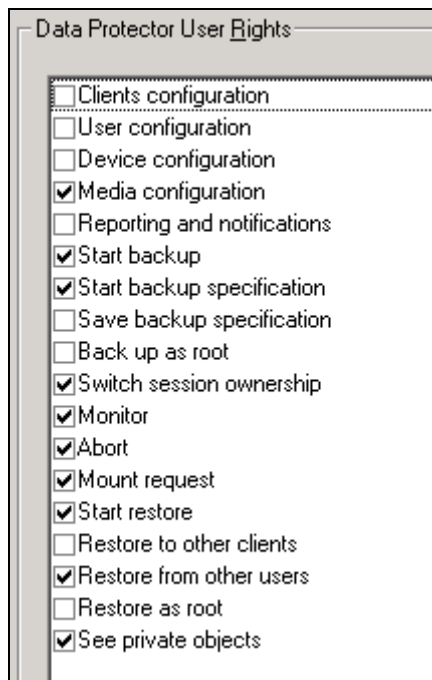 Data Protector User Rights
Clients configuration
User configuration
Device configuration
Media configuration
Reporting and notifications
Start backup
Start backup specification
Save backup specification
Back up as root
Switch session ownership
Monitor
Abort
Mount request
Start restore
Restore to other clients
Restore from other users
Restore as root
See private objects